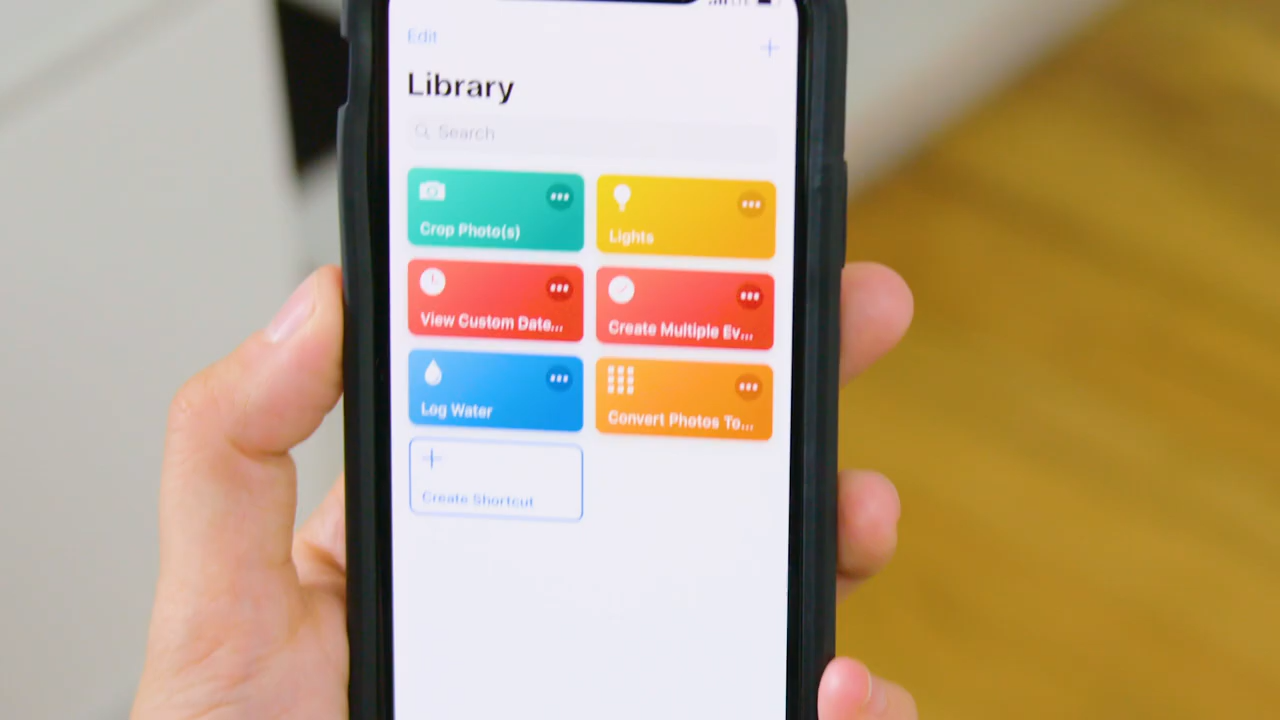 Edit
Library
Search
Crop Photo(s)
Lights
View Custom Date...
Create Multiple Ev...
Log Water
Convert Photos To...
Create Shortcut